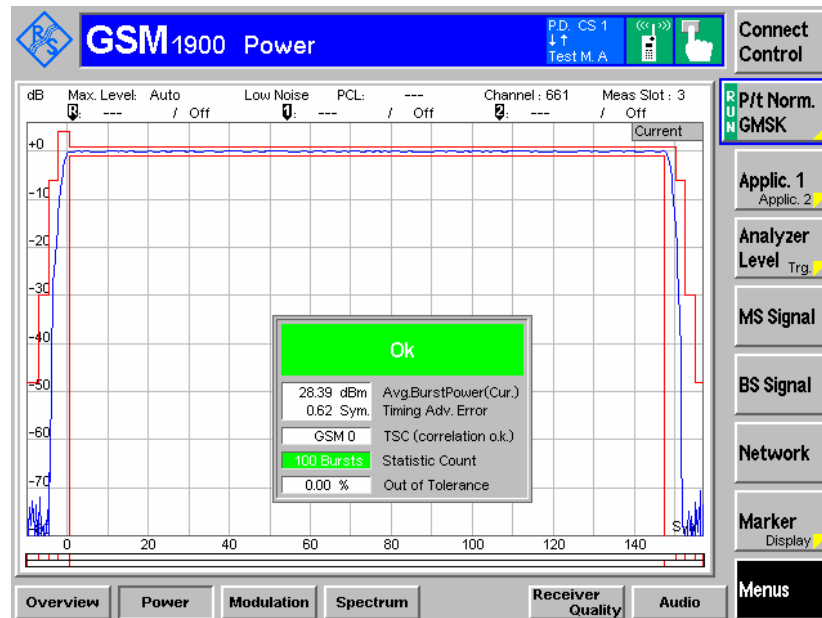 R&S
GSM 1900 Power
P.D. CS 1
Test M. A
Connect Control
dB Max. Level: Auto Low Noise PCL: --- Channel : 661 Meas Slot : 3
--- / Off 1: --- / Off 2: --- / Off
Current
RUN
P/t Norm. GMSK
Applic. 1
Applic. 2
Analyzer Level Trg.
MS Signal
BS Signal
Network
Marker
Display
Menus
+0
-10
-20
-30
-40
-50
-60
-70
Ok
28.39 dBm Avg.BurstPower(Cur.)
0.62 Sym. Timing Adv. Error
GSM 0 TSC (correlation o.k.)
100 Bursts Statistic Count
0.00 % Out of Tolerance
0 20 40 60 80 100 120 140
Overview Power Modulation Spectrum Receiver Quality Audio